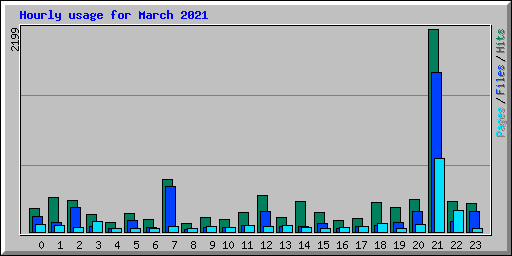 Hourly usage for March 2021
2199
Pages/Files/Hits
0 1 2 3 4 5 6 7 8 9 10 11 12 13 14 15 16 17 18 19 20 21 22 23